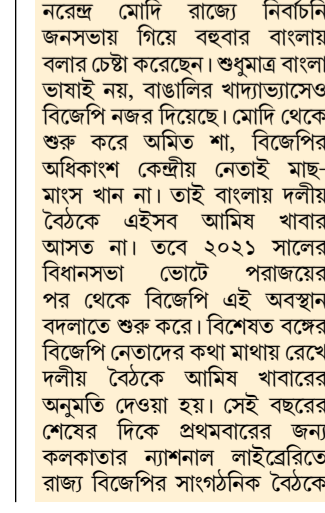 নরেন্দ্র মোদি রাজ্যে নির্বাচনি
জনসভায় গিয়ে বহুবার বাংলায়
বলার চেষ্টা করেছেন। শুধুমাত্র বাংলা
ভাষাই নয়, বাঙালির খাদ্যাভ্যাসেও
বিজেপি নজর দিয়েছে। মোদি থেকে
শুরু করে অমিত শা, বিজেপির
অধিকাংশ কেন্দ্রীয় নেতাই মাছ-
মাংস খান না। তাই বাংলায় দলীয়
বৈঠকে এইসব আমিষ খাবার
আসত না। তবে ২০২১ সালের
বিধানসভা ভোটে পরাজয়ের
পর থেকে বিজেপি এই অবস্থান
বদলাতে শুরু করে। বিশেষত বঙ্গের
বিজেপি নেতাদের কথা মাথায় রেখে
দলীয় বৈঠকে আমিষ খাবারের
অনুমতি দেওয়া হয়। সেই বছরের
শেষের দিকে প্রথমবারের জন্য
কলকাতার ন্যাশনাল লাইব্রেরিতে
রাজ্য বিজেপির সাংগঠনিক বৈঠকে